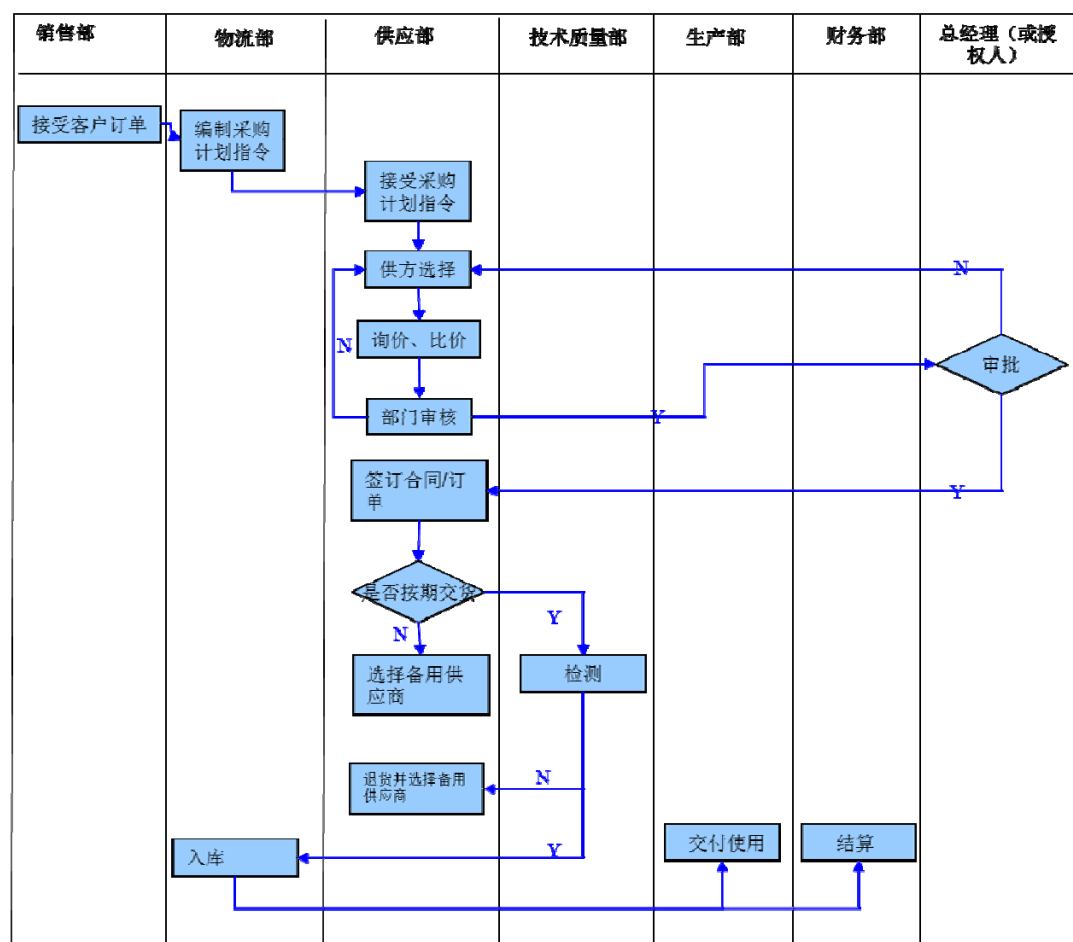 销售部
物流部
供应部
技术质量部
生产部
财务部
总经理（或授
权人）
接受客户订单
编制采购
计划指令
接受采购
计划指令
供方选择
N
询价、比价
N
审批
部门审核
Y
签订合同/订
单
Y
是否按期交货
Y
N
选择备用供
应商
检测
退货并选择备用
供应商
N
入库
Y
交付使用
结算